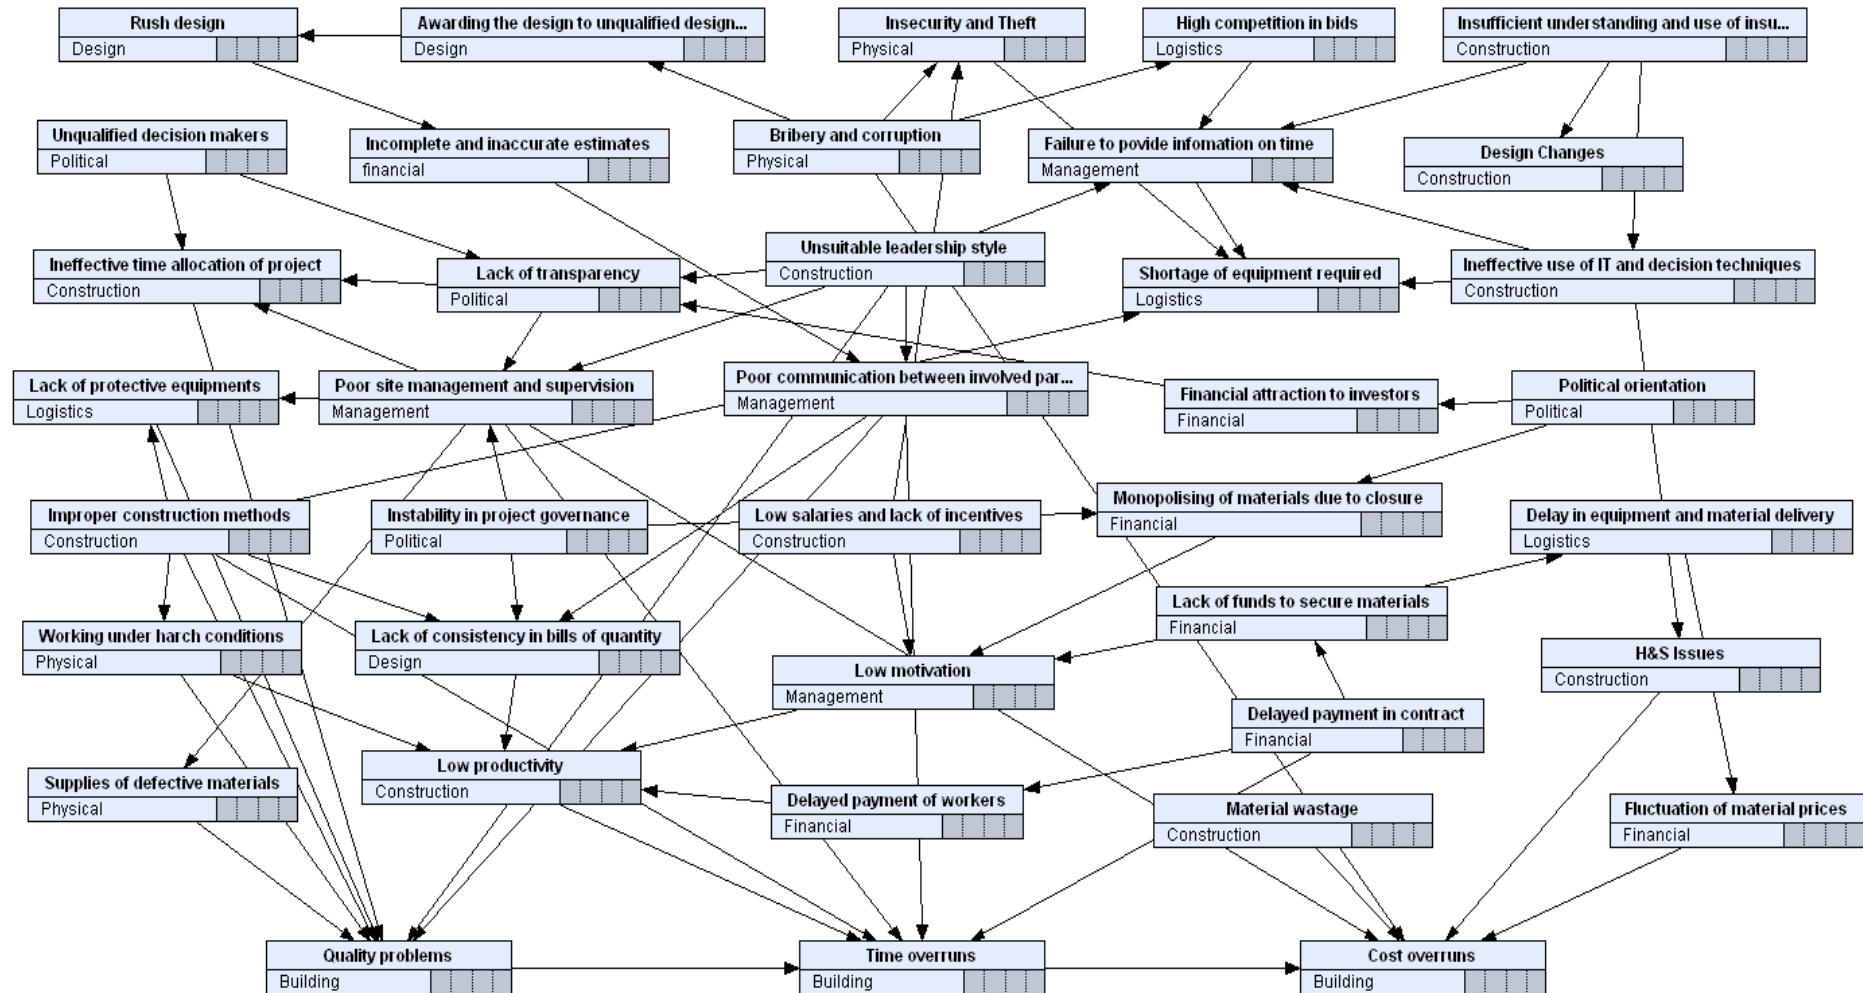 Rush design
Design
Awarding the design to unqualified design...
Design
Insecurity and Theft
Physical
High competition in bids
Logistics
Insufficient understanding and use of insu...
Construction
Unqualified decision makers
Political
Incomplete and inaccurate estimates
financial
Bribery and corruption
Physical
Failure to povide infomation on time
Management
Design Changes
Construction
Ineffective time allocation of project
Construction
Lack of transparency
Political
Unsuitable leadership style
Construction
Shortage of equipment required
Logistics
Ineffective use of IT and decision techniques
Construction
Lack of protective equipments
Logistics
Poor site management and supervision
Management
Poor communication between involved par...
Management
Financial attraction to investors
Financial
Political orientation
Political
Improper construction methods
Construction
Instability in project governance
Political
Low salaries and lack of incentives
Construction
Monopolising of materials due to closure
Financial
Delay in equipment and material delivery
Logistics
Working under harch conditions
Physical
Lack of consistency in bills of quantity
Design
Low motivation
Management
Lack of funds to secure materials
Financial
H&S Issues
Construction
Supplies of defective materials
Physical
Low productivity
Construction
Delayed payment of workers
Financial
Delayed payment in contract
Financial
Material wastage
Construction
Fluctuation of material prices
Financial
Quality problems
Building
Time overruns
Building
Cost overruns
Building